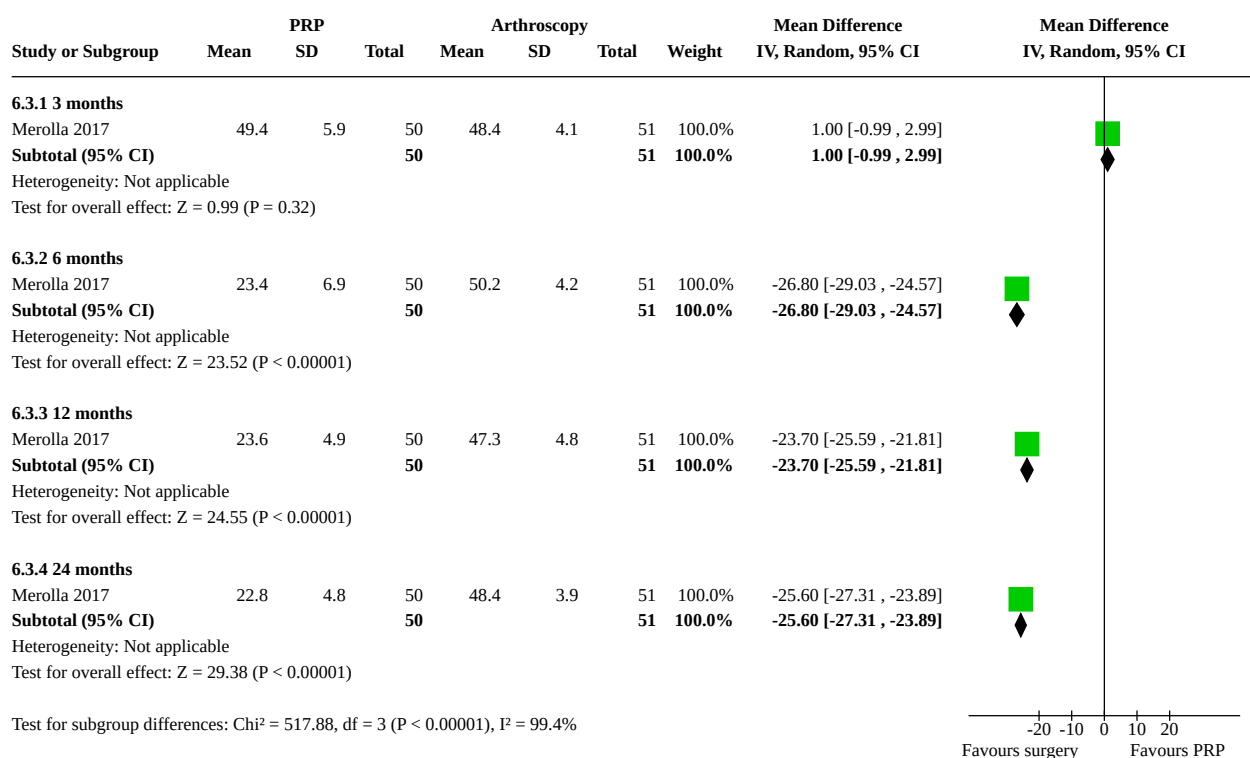 PRP Arthroscopy Mean Difference Mean Difference
Study or Subgroup Mean SD Total Mean SD Total Weight IV, Random, 95% CI IV, Random, 95% CI
6.3.1 3 months
Merolla 2017 49.4 5.9 50 48.4 4.1 51 100.0% 1.00 [-0.99 , 2.99]
Subtotal (95% CI) 50 51 100.0% 1.00 [-0.99 , 2.99]
Heterogeneity: Not applicable
Test for overall effect: Z = 0.99 (P = 0.32)
6.3.2 6 months
Merolla 2017 23.4 6.9 50 50.2 4.2 51 100.0% -26.80 [-29.03 , -24.57]
Subtotal (95% CI) 50 51 100.0% -26.80 [-29.03 , -24.57]
Heterogeneity: Not applicable
Test for overall effect: Z = 23.52 (P < 0.00001)
6.3.3 12 months
Merolla 2017 23.6 4.9 50 47.3 4.8 51 100.0% -23.70 [-25.59 , -21.81]
Subtotal (95% CI) 50 51 100.0% -23.70 [-25.59 , -21.81]
Heterogeneity: Not applicable
Test for overall effect: Z = 24.55 (P < 0.00001)
6.3.4 24 months
Merolla 2017 22.8 4.8 50 48.4 3.9 51 100.0% -25.60 [-27.31 , -23.89]
Subtotal (95% CI) 50 51 100.0% -25.60 [-27.31 , -23.89]
Heterogeneity: Not applicable
Test for overall effect: Z = 29.38 (P < 0.00001)
Test for subgroup differences: Chi² = 517.88, df = 3 (P < 0.00001), I² = 99.4%
-20 -10 0 10 20
Favours surgery Favours PRP